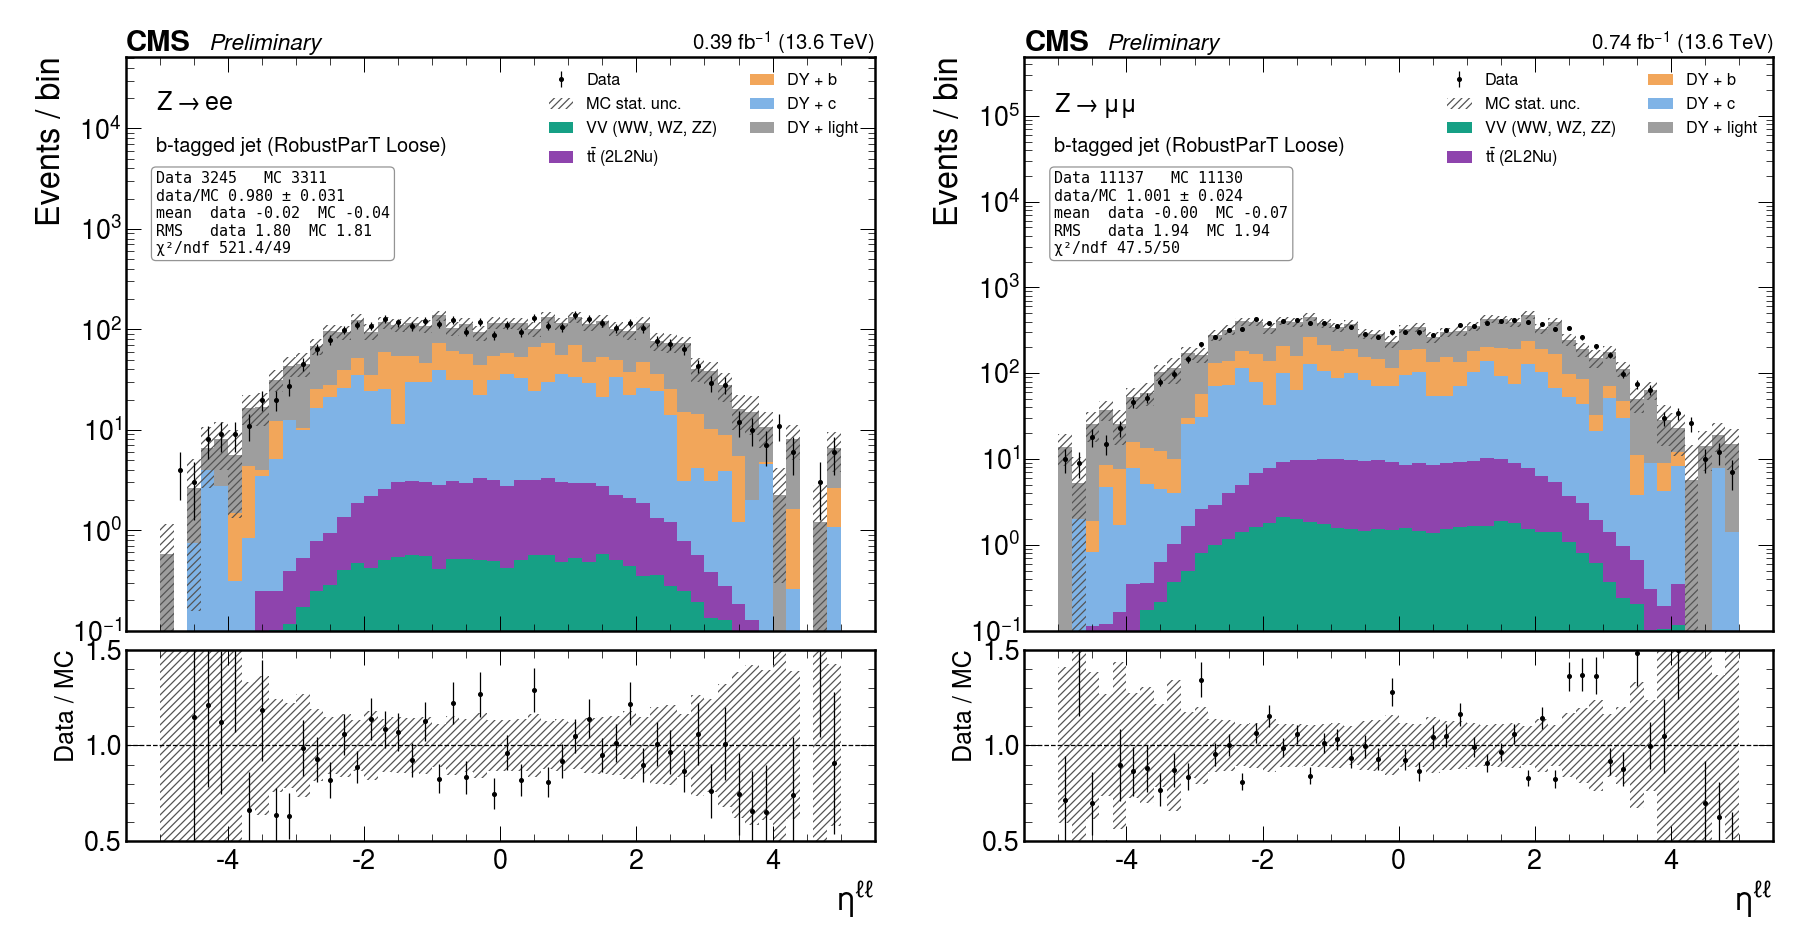 CMS Preliminary 0.39 fb⁻¹ (13.6 TeV)
Events / bin
Z → ee
b-tagged jet (RobustParT Loose)
Data 3245 MC 3311
data/MC 0.980 ± 0.031
mean data -0.02 MC -0.04
RMS data 1.80 MC 1.81
χ²/ndf 521.4/49
Data
MC stat. unc.
VV (WW, WZ, ZZ)
tt̄ (2L2Nu)
DY + b
DY + c
DY + light
10⁴
10³
10²
10¹
10⁰
10⁻¹
Data / MC
1.5
1.0
0.5
-4 -2 0 2 4
η^ℓℓ
CMS Preliminary 0.74 fb⁻¹ (13.6 TeV)
Events / bin
Z → μμ
b-tagged jet (RobustParT Loose)
Data 11137 MC 11130
data/MC 1.001 ± 0.024
mean data -0.00 MC -0.07
RMS data 1.94 MC 1.94
χ²/ndf 47.5/50
Data
MC stat. unc.
VV (WW, WZ, ZZ)
tt̄ (2L2Nu)
DY + b
DY + c
DY + light
10⁵
10⁴
10³
10²
10¹
10⁰
10⁻¹
Data / MC
1.5
1.0
0.5
-4 -2 0 2 4
η^ℓℓ